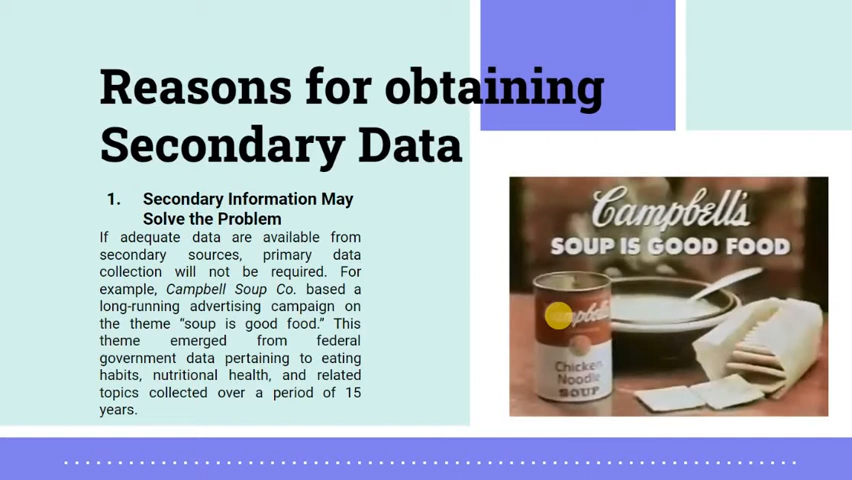 Reasons for obtaining
Secondary Data
1. Secondary Information May
Solve the Problem
If adequate data are available from
secondary sources, primary data
collection will not be required. For
example, Campbell Soup Co. based a
long-running advertising campaign on
the theme “soup is good food.” This
theme emerged from federal
government data pertaining to eating
habits, nutritional health, and related
topics collected over a period of 15
years.
Campbell's
SOUP IS GOOD FOOD
Campbell's
Chicken
Noodle
SOUP